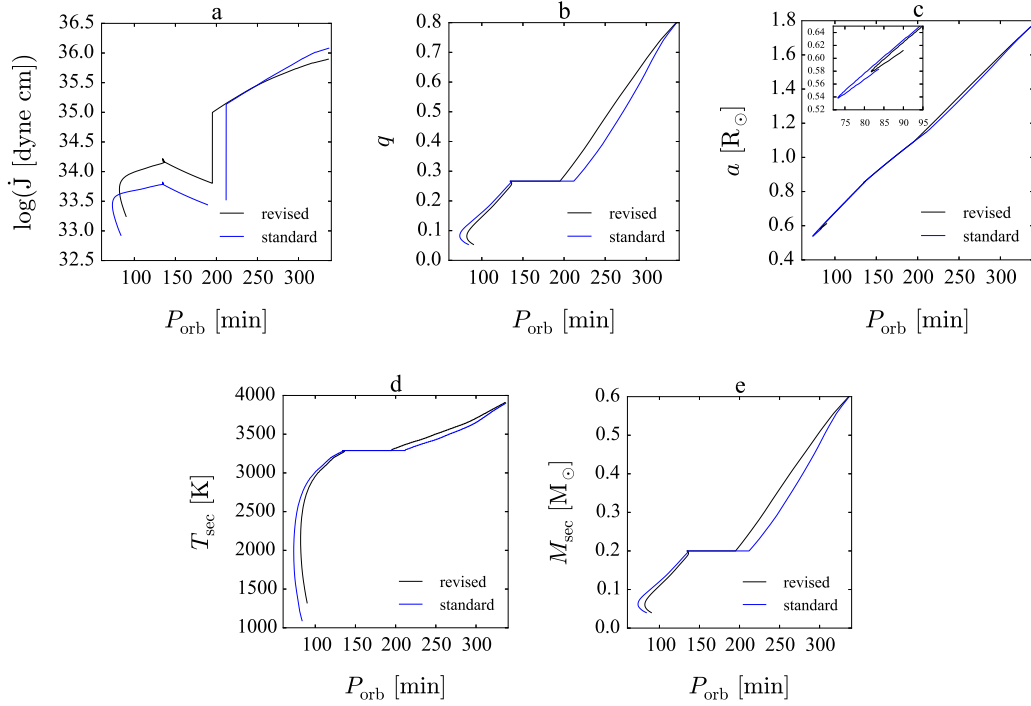 a
36.5
36.0
35.5
35.0
34.5
34.0
33.5
33.0
32.5
log(J̇ [dyne cm])
revised
standard
100 150 200 250 300
P_orb [min]
b
0.8
0.7
0.6
0.5
0.4
0.3
0.2
0.1
0.0
q
revised
standard
100 150 200 250 300
P_orb [min]
c
1.8
1.6
1.4
1.2
1.0
0.8
0.6
0.4
a [R_⊙]
0.64
0.62
0.60
0.58
0.56
0.54
0.52
75 80 85 90 95
revised
standard
100 150 200 250 300
P_orb [min]
d
4000
3500
3000
2500
2000
1500
1000
T_sec [K]
revised
standard
100 150 200 250 300
P_orb [min]
e
0.6
0.5
0.4
0.3
0.2
0.1
0.0
M_sec [M_⊙]
revised
standard
100 150 200 250 300
P_orb [min]